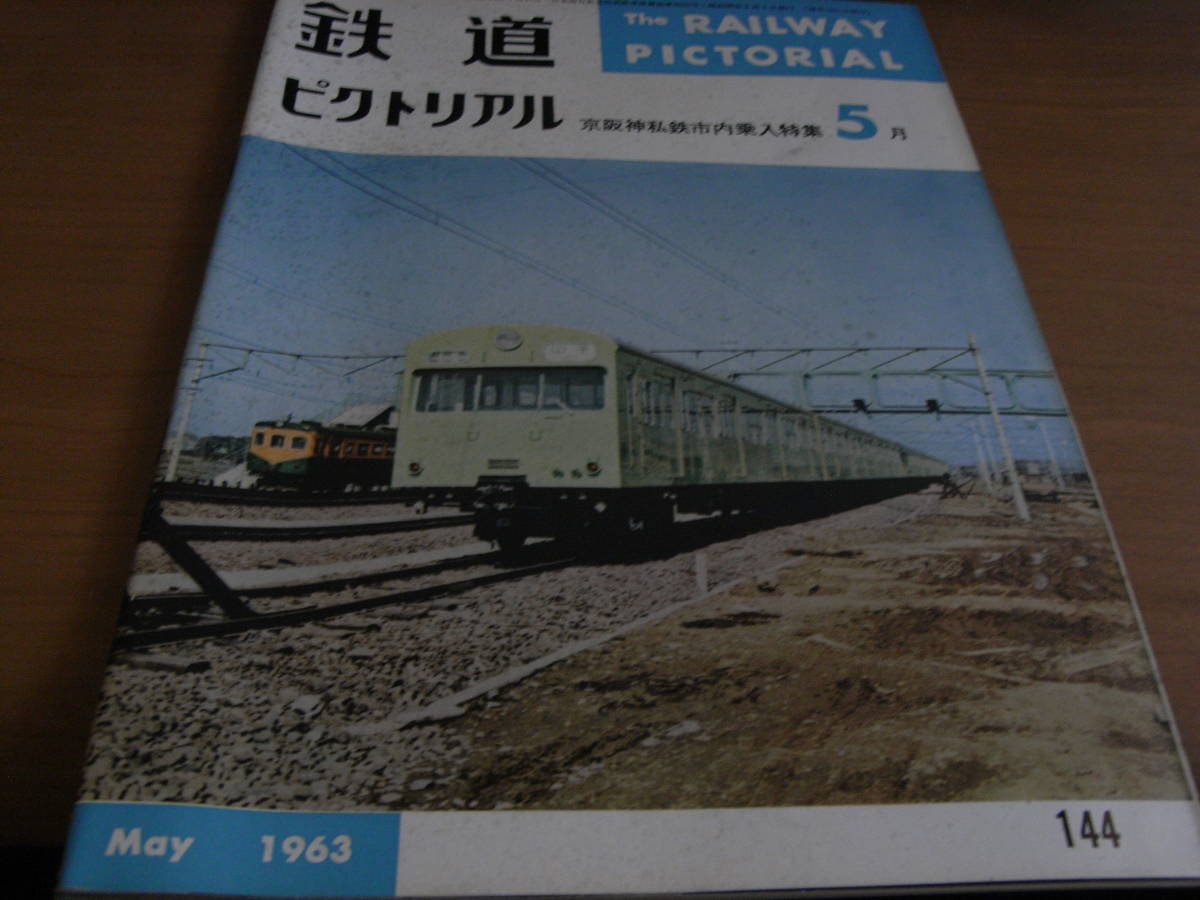 鉄道
The RAILWAY
PICTORIAL
ピクトリアル
京阪神私鉄市内乗入特集 5月
May 1963
144